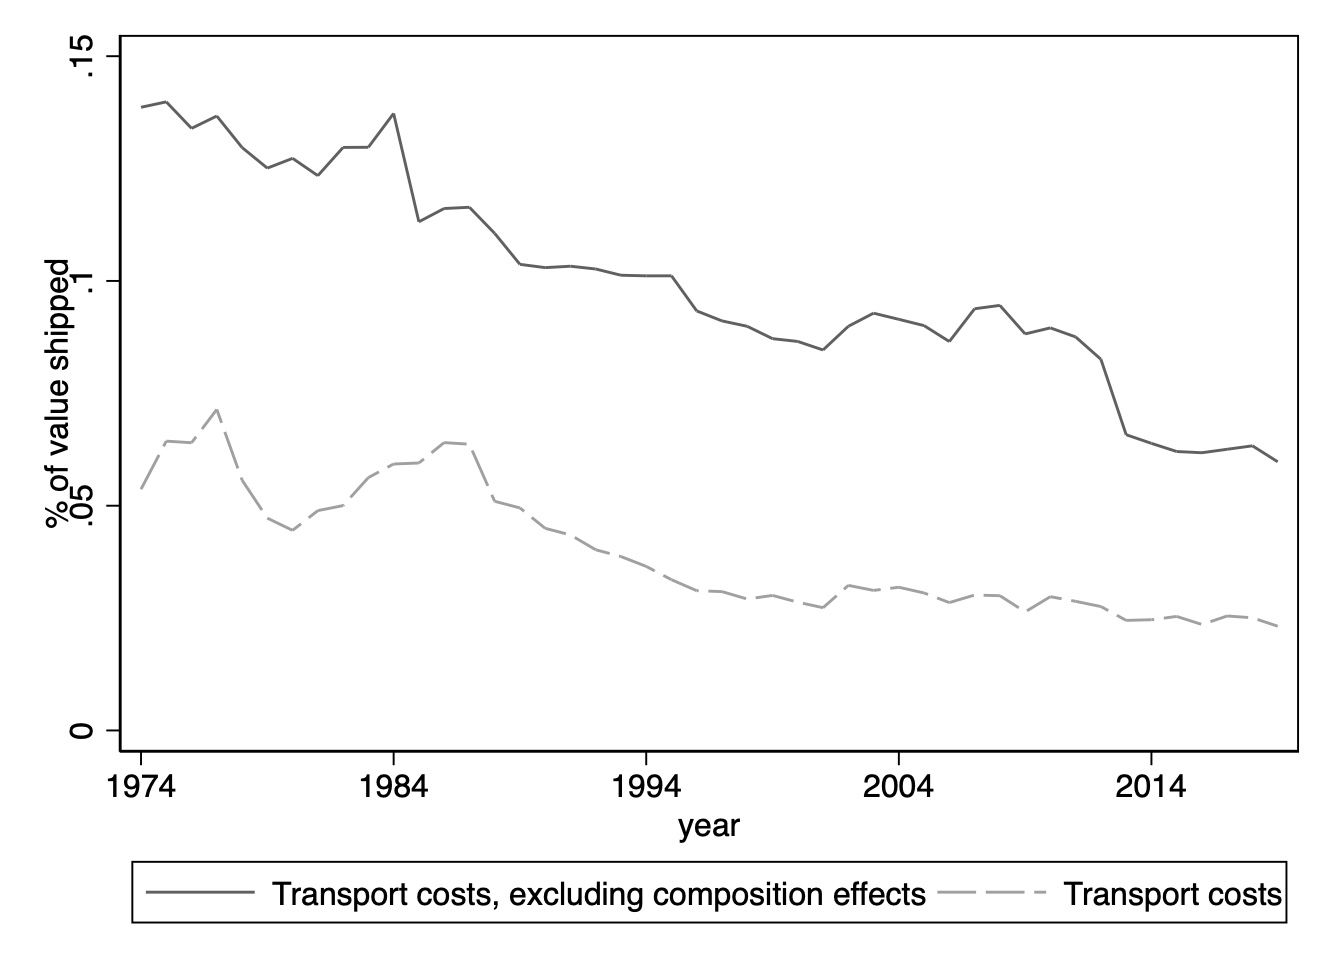 % of value shipped
.15
.1
.05
0
1974 1984 1994 2004 2014
year
Transport costs, excluding composition effects Transport costs